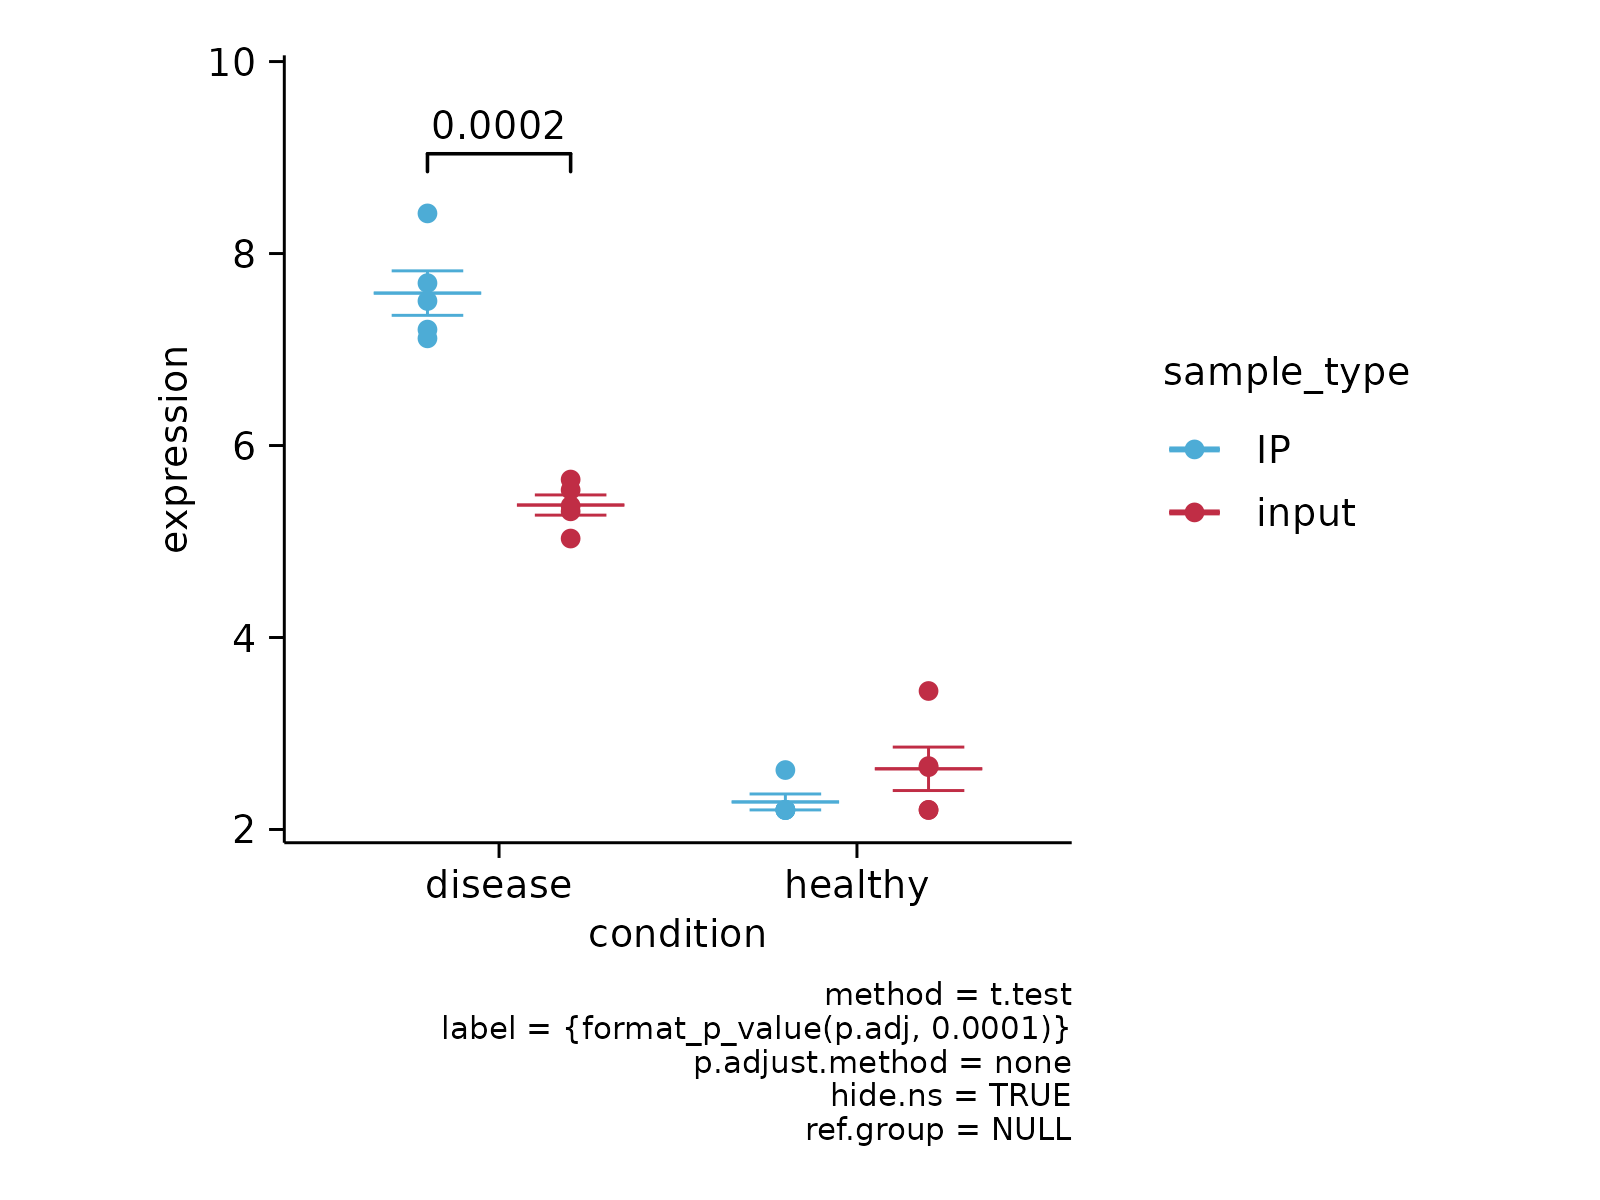 10
0.0002
8
6
4
2
expression
disease
healthy
condition
sample_type
IP
input
method = t.test
label = {format_p_value(p.adj, 0.0001)}
p.adjust.method = none
hide.ns = TRUE
ref.group = NULL